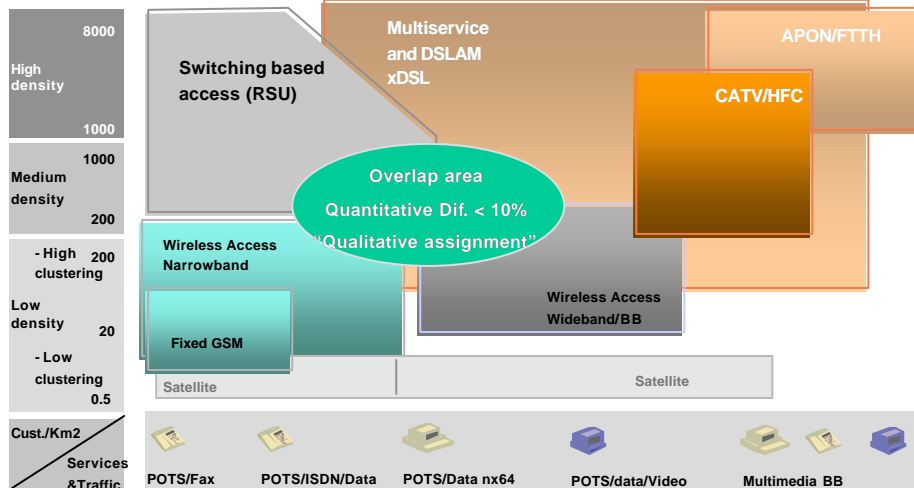 8000
High
density
1000
1000
Medium
density
200
- High
clustering
200
Low
density
20
- Low
clustering
0.5
Cust./Km2
Services
&Traffic
Switching based
access (RSU)
Multiservice
and DSLAM
xDSL
APON/FTTH
CATV/HFC
Overlap area
Quantitative Dif. < 10%
“Qualitative assignment”
Wireless Access
Narrowband
Fixed GSM
Wireless Access
Wideband/BB
Satellite
Satellite
POTS/Fax
POTS/ISDN/Data
POTS/Data nx64
POTS/data/Video
Multimedia BB